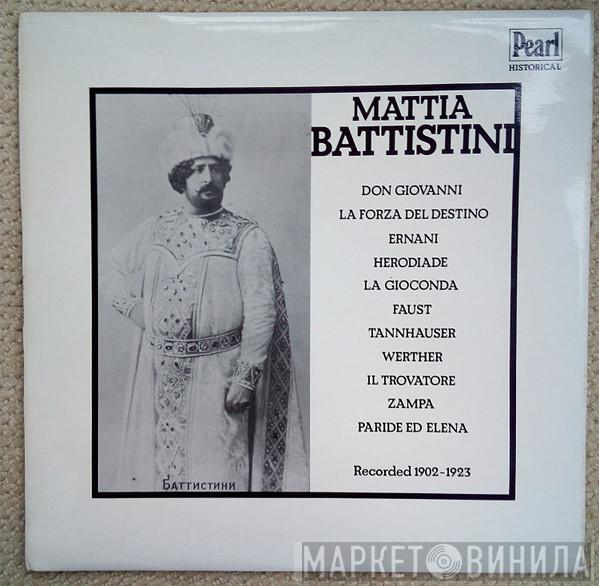 Pearl
HISTORICAL
MATTIA
BATTISTINI
DON GIOVANNI
LA FORZA DEL DESTINO
ERNANI
HERODIADE
LA GIOCONDA
FAUST
TANNHAUSER
WERTHER
IL TROVATORE
ZAMPA
PARIDE ED ELENA
Recorded 1902-1923
БАТТИСТИНИ
МАРКЕТ ВИНИЛА